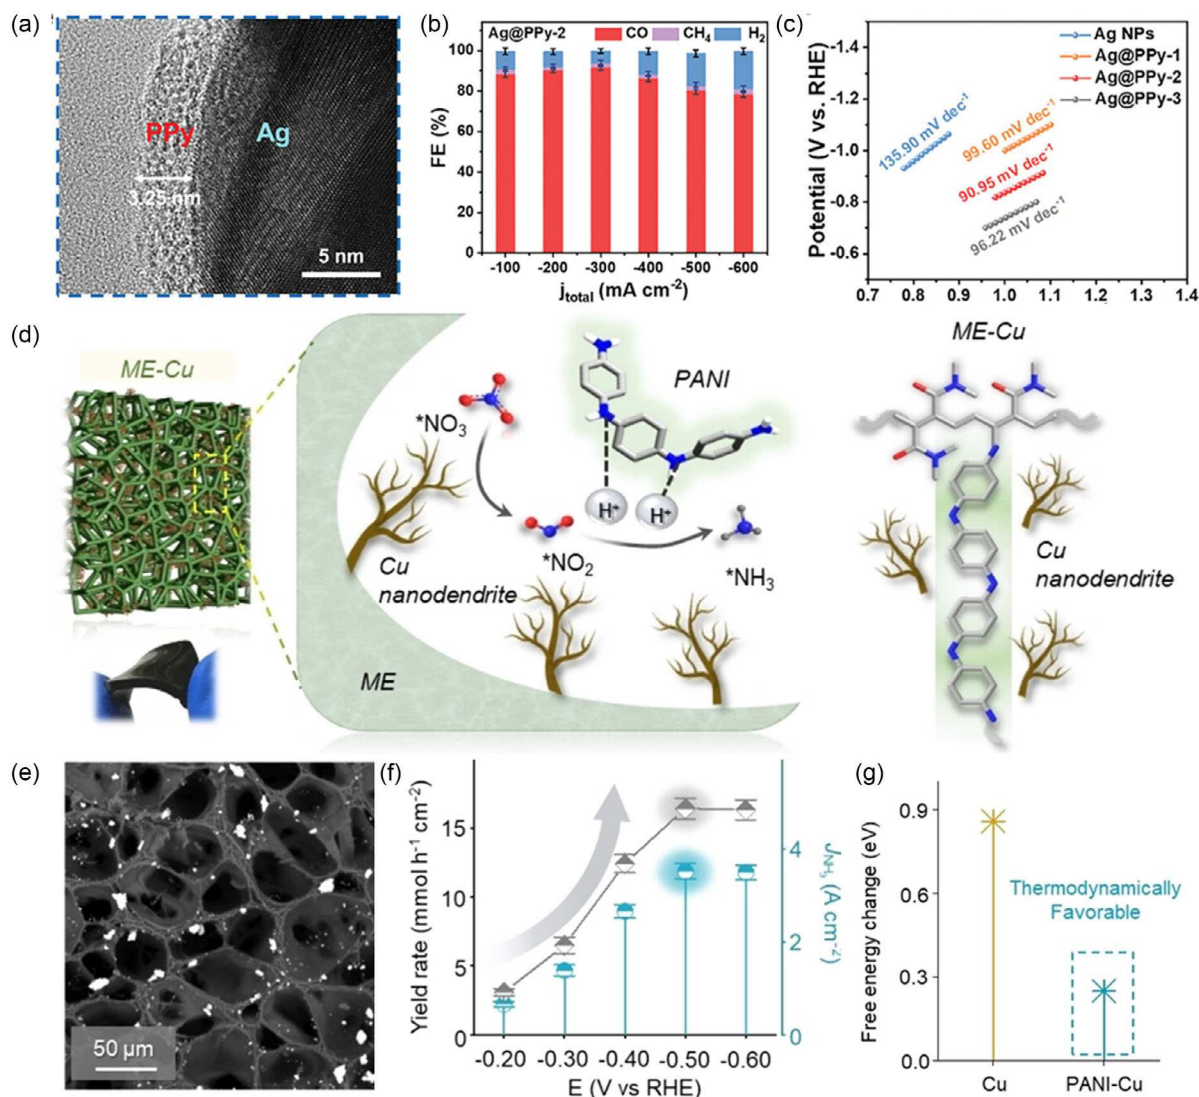 (a)
PPy
Ag
3.25 nm
5 nm
(b)
Ag@PPy-2 CO CH4 H2
100
80
60
40
20
0
FE (%)
-100 -200 -300 -400 -500 -600
jtotal (mA cm-2)
(c)
Ag NPs
Ag@PPy-1
Ag@PPy-2
Ag@PPy-3
-1.4
-1.2
-1.0
-0.8
-0.6
Potential (V vs. RHE)
135.90 mV dec-1
99.60 mV dec-1
90.95 mV dec-1
96.22 mV dec-1
0.7 0.8 0.9 1.0 1.1 1.2 1.3 1.4
(d)
ME-Cu
*NO3
PANI
H+
H+
*NO2
*NH3
Cu
nanodendrite
ME
ME-Cu
Cu
nanodendrite
(e)
50 µm
(f)
Yield rate (mmol h-1 cm-2)
15
10
5
0
JNH3 (A cm-2)
4
2
0
-0.20 -0.30 -0.40 -0.50 -0.60
E (V vs RHE)
(g)
Free energy change (eV)
0.9
0.6
0.3
0.0
Thermodynamically
Favorable
Cu PANI-Cu